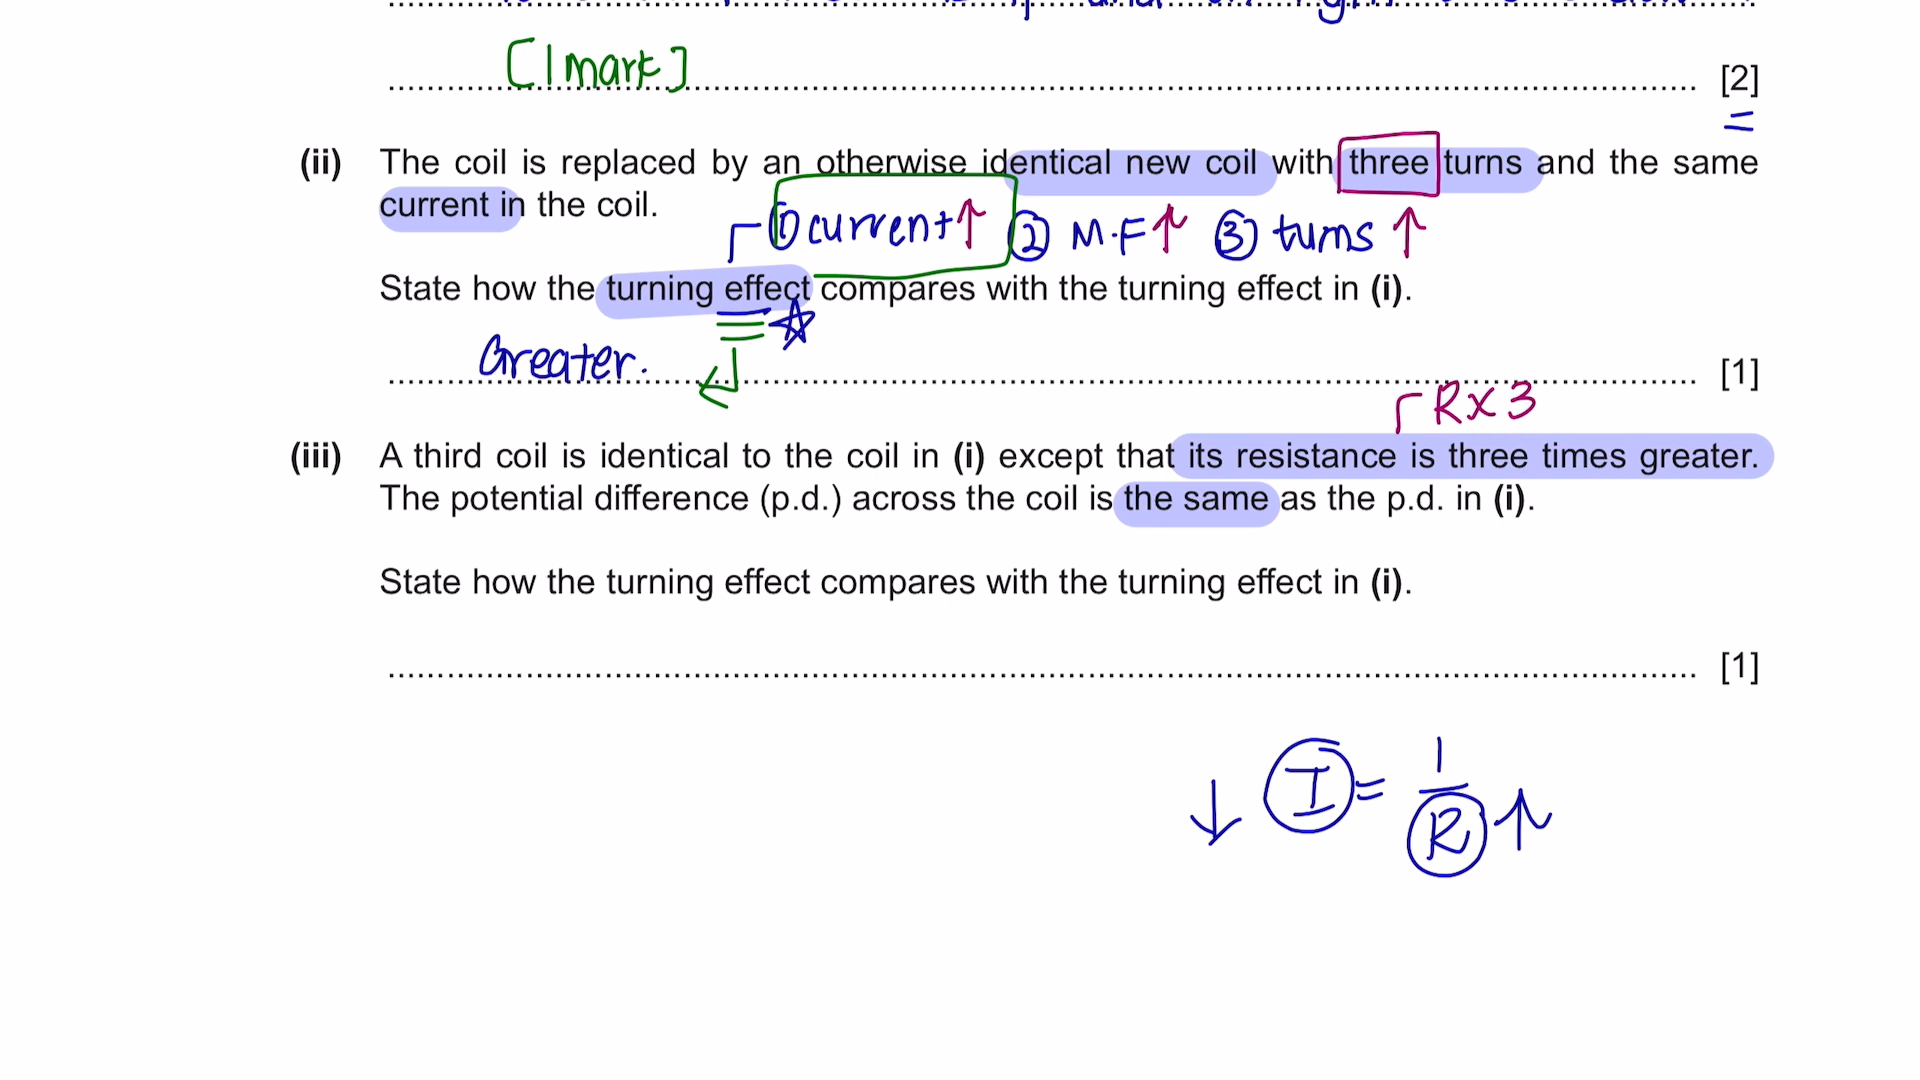 [1 mark]
[2]
(ii) The coil is replaced by an otherwise identical new coil with three turns and the same
current in the coil.
① current↑ ② M.F↑ ③ turns ↑
State how the turning effect compares with the turning effect in (i).
Greater.
[1]
R×3
(iii) A third coil is identical to the coil in (i) except that its resistance is three times greater.
The potential difference (p.d.) across the coil is the same as the p.d. in (i).
State how the turning effect compares with the turning effect in (i).
[1]
↓ I = 1
R ↑